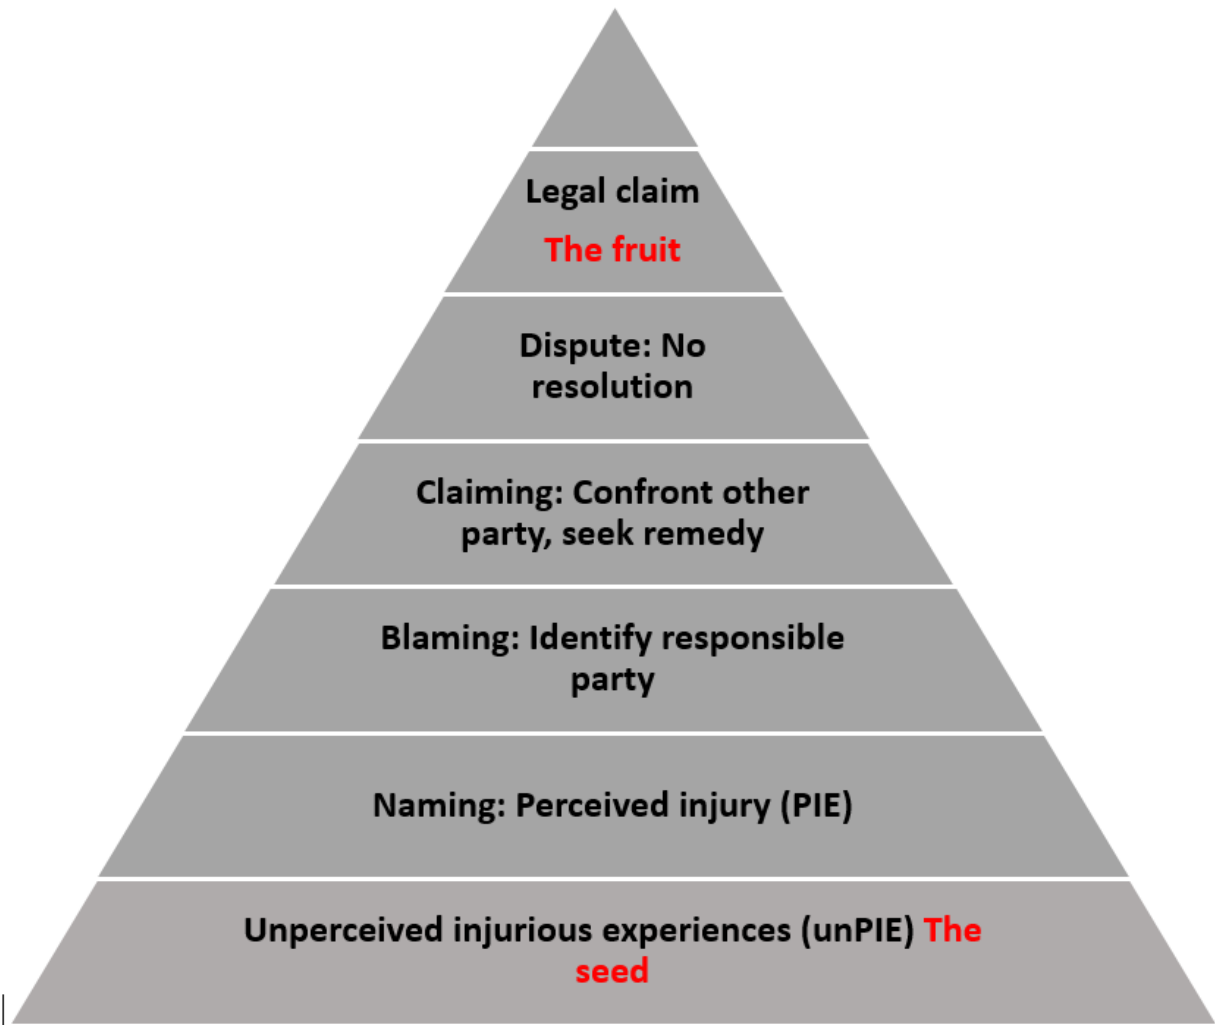 Legal claim
The fruit
Dispute: No
resolution
Claiming: Confront other
party, seek remedy
Blaming: Identify responsible
party
Naming: Perceived injury (PIE)
Unperceived injurious experiences (unPIE) The
seed